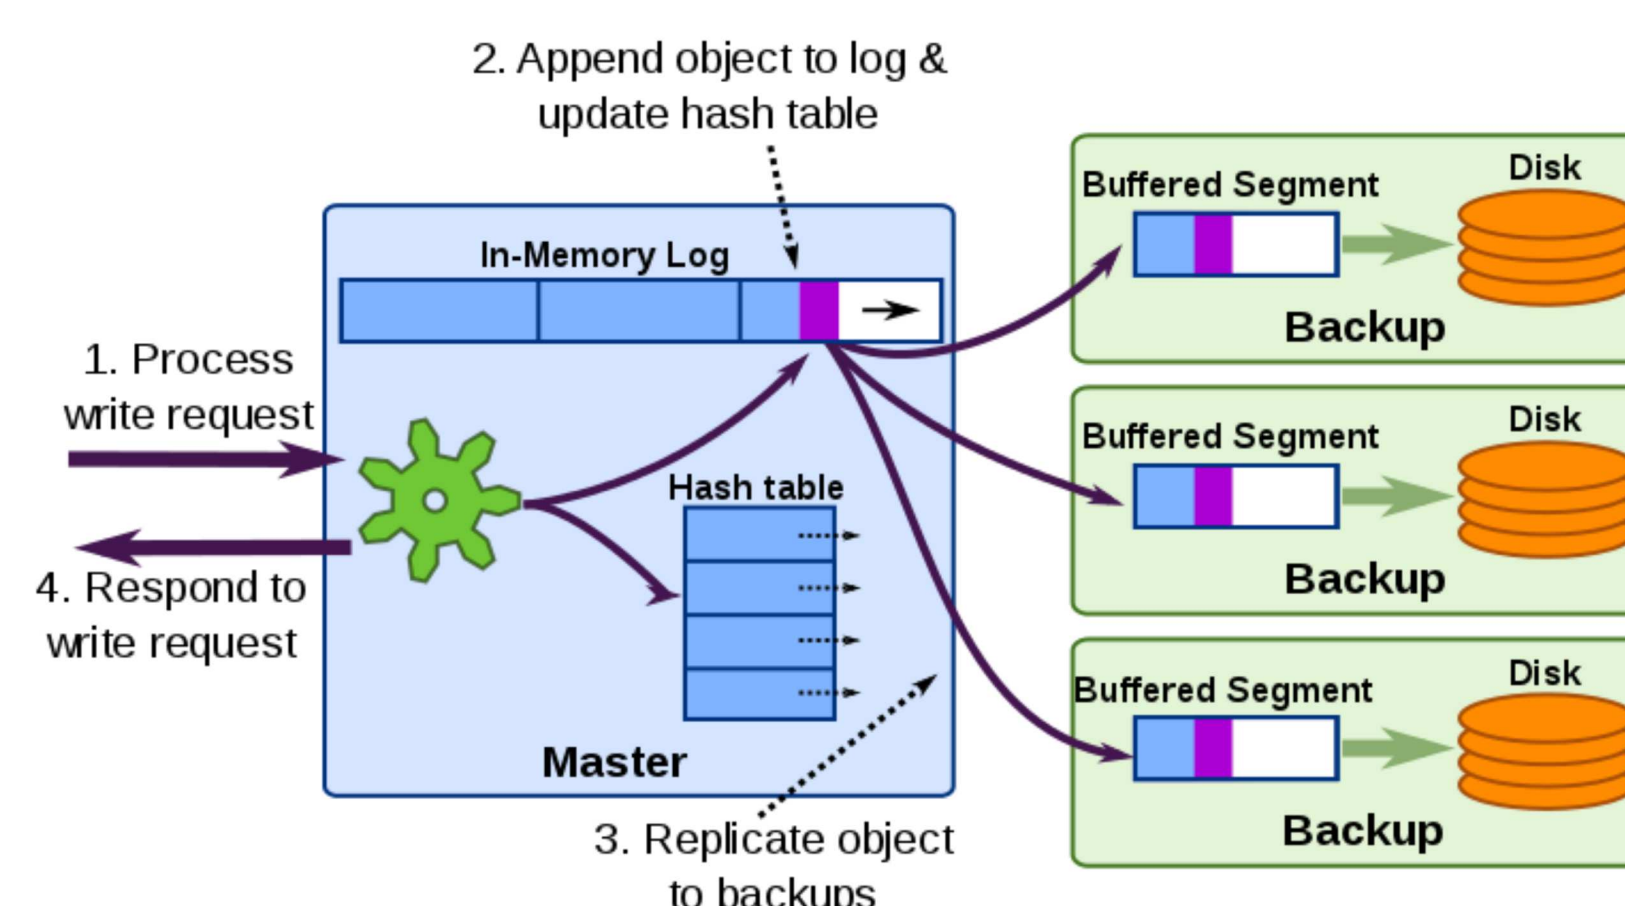 2. Append object to log &
update hash table
In-Memory Log
1. Process
write request
4. Respond to
write request
Hash table
Master
3. Replicate object
to backups
Buffered Segment
Disk
Backup
Buffered Segment
Disk
Backup
Buffered Segment
Disk
Backup